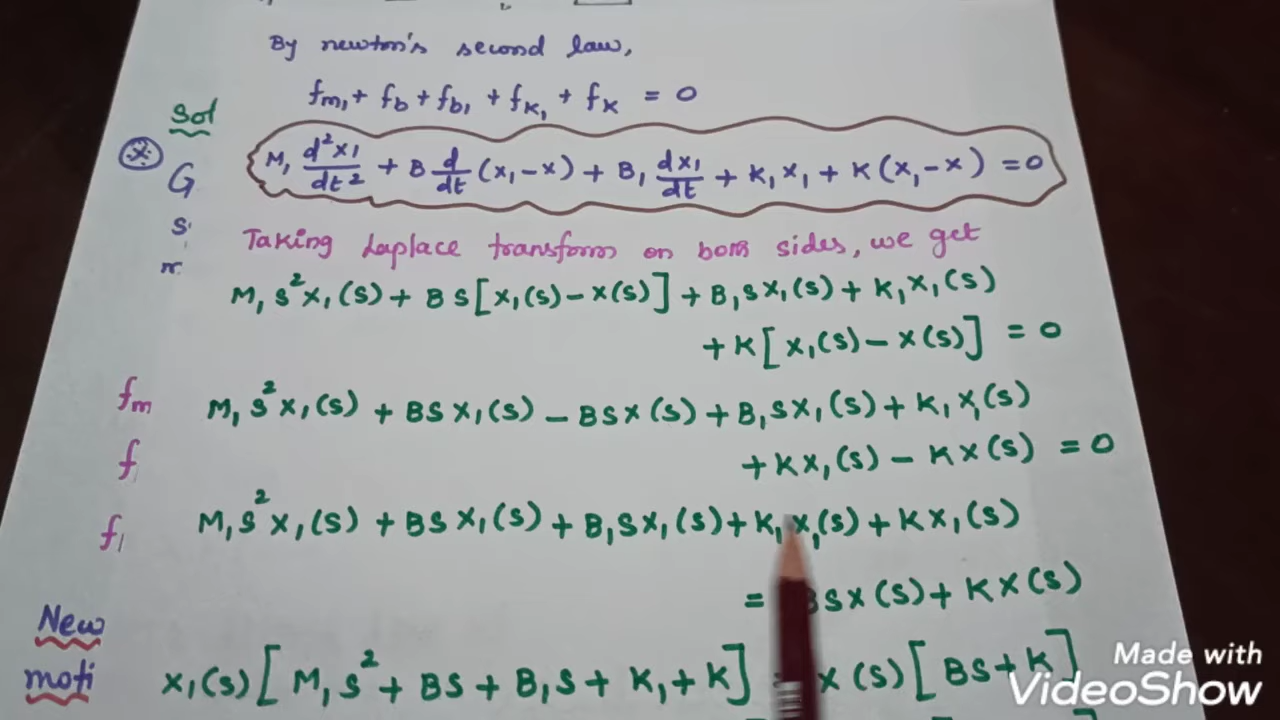 By newton's second law,
fm₁ + fb + fb₁ + fK₁ + fK = 0
Sol
M₁ d²x₁/dt² + B d/dt (x₁ - x) + B₁ dx₁/dt + K₁x₁ + K(x₁ - x) = 0
G
S
Taking Laplace transform on both sides, we get
M₁s²X₁(s) + Bs[X₁(s) - X(s)] + B₁sX₁(s) + K₁X₁(s)
+ K[X₁(s) - X(s)] = 0
fm
M₁s²X₁(s) + BsX₁(s) - BsX(s) + B₁sX₁(s) + K₁X₁(s)
f
+ KX₁(s) - KX(s) = 0
f₁
M₁s²X₁(s) + BsX₁(s) + B₁sX₁(s) + K₁X₁(s) + KX₁(s)
= BsX(s) + KX(s)
New
moti
X₁(s)[M₁s² + Bs + B₁s + K₁ + K] = X(s)[Bs + K]
Made with
VideoShow